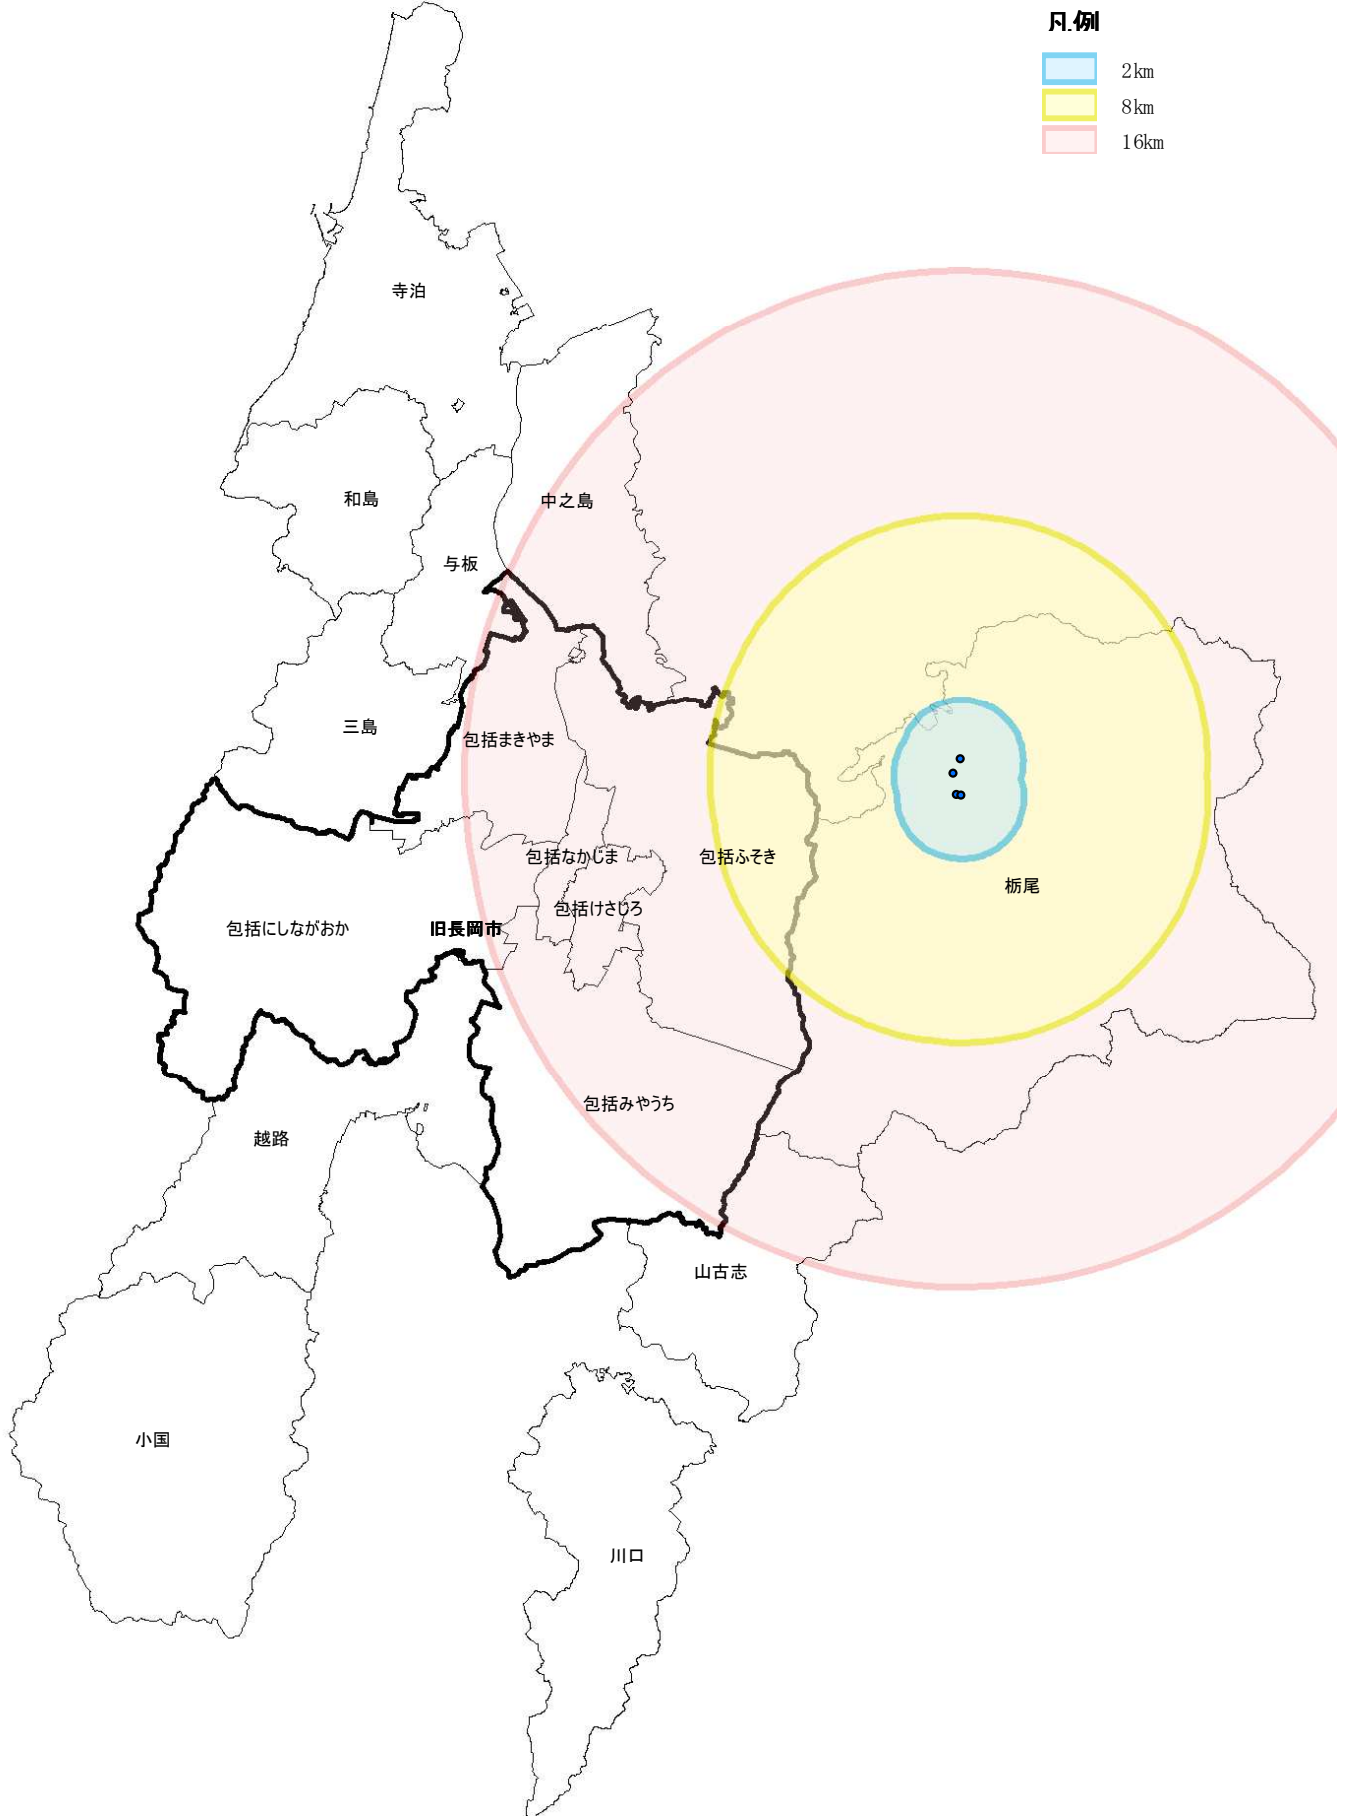 凡例
2km
8km
16km
寺泊
和島
中之島
与板
三島
包括まきやま
包括なかじま
包括ふそき
栃尾
包括けさじろ
包括にしながおか
旧長岡市
包括みやうち
越路
山古志
小国
川口